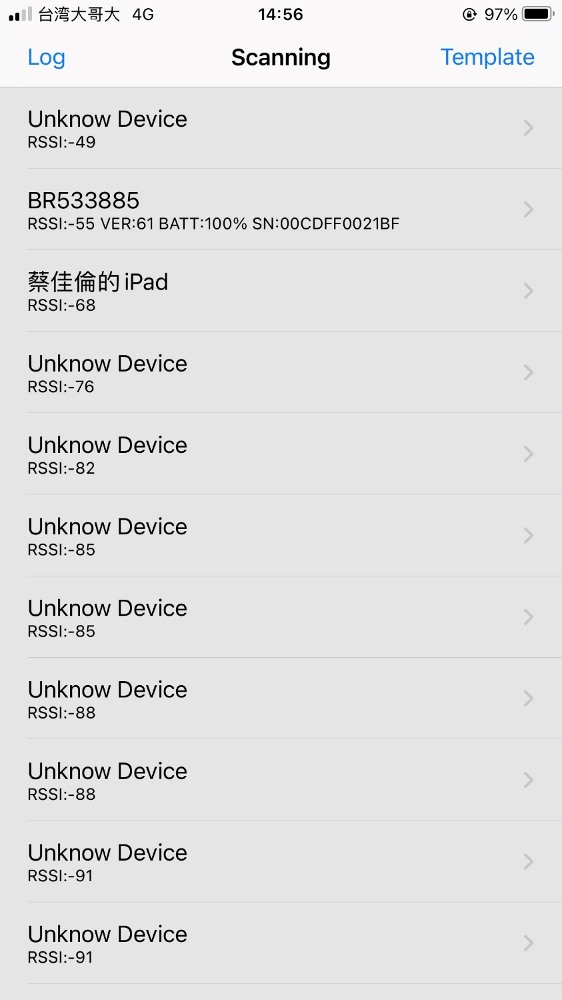 台湾大哥大 4G 14:56 97%
Log Scanning Template
Unknow Device
RSSI:-49
BR533885
RSSI:-55 VER:61 BATT:100% SN:00CDFF0021BF
蔡佳倫的 iPad
RSSI:-68
Unknow Device
RSSI:-76
Unknow Device
RSSI:-82
Unknow Device
RSSI:-85
Unknow Device
RSSI:-85
Unknow Device
RSSI:-88
Unknow Device
RSSI:-88
Unknow Device
RSSI:-91
Unknow Device
RSSI:-91